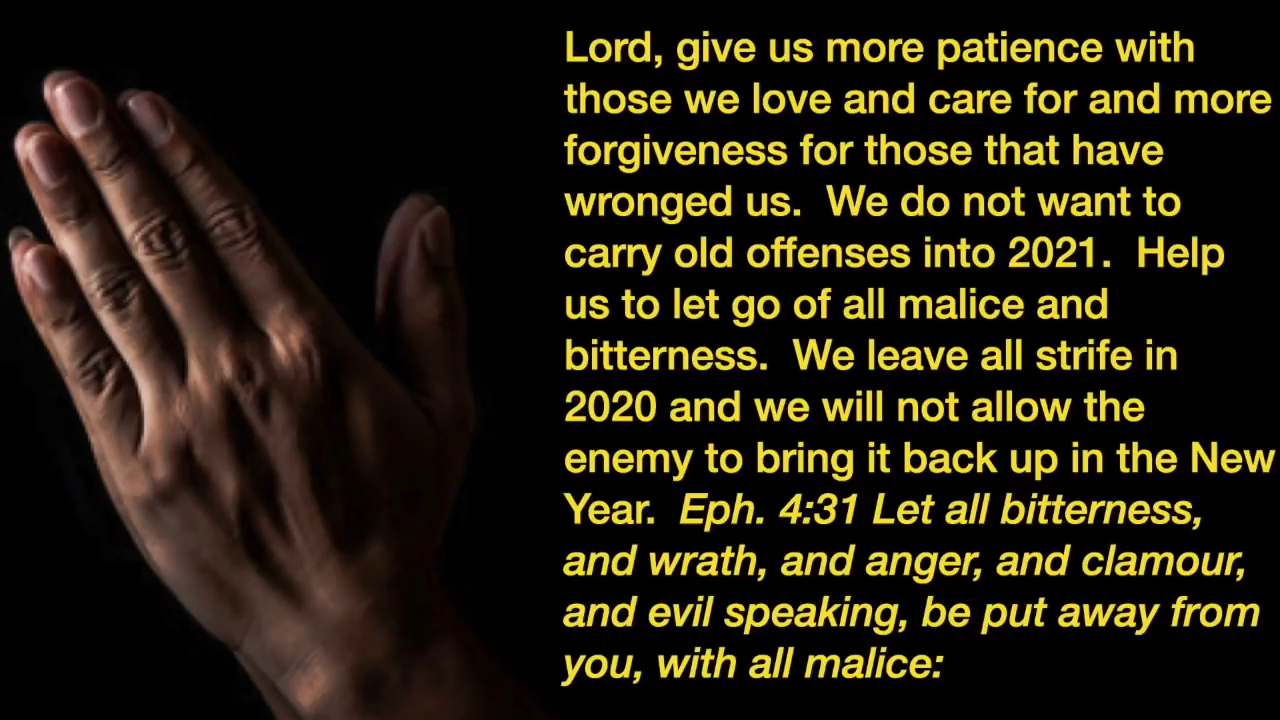 Lord, give us more patience with
those we love and care for and more
forgiveness for those that have
wronged us.  We do not want to
carry old offenses into 2021.  Help
us to let go of all malice and
bitterness.  We leave all strife in
2020 and we will not allow the
enemy to bring it back up in the New
Year.  Eph. 4:31 Let all bitterness,
and wrath, and anger, and clamour,
and evil speaking, be put away from
you, with all malice: